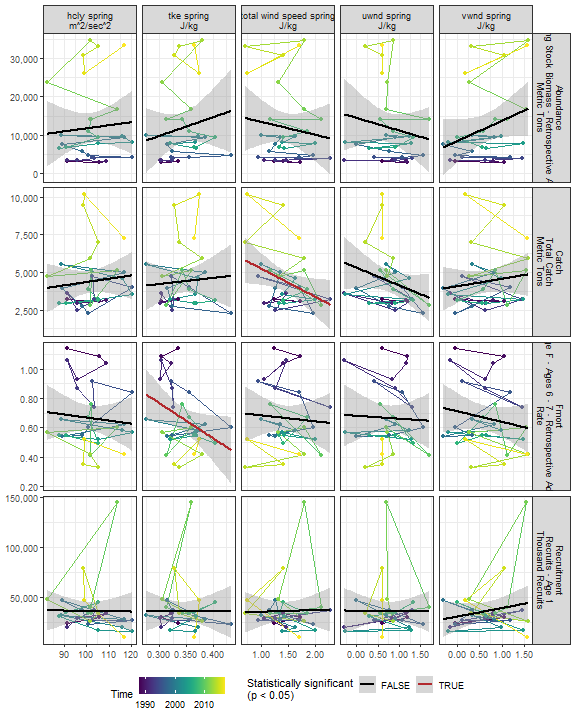 hcly spring
m^2/sec^2
tke spring
J/kg
total wind speed spring
J/kg
uwnd spring
J/kg
vwnd spring
J/kg
30,000
20,000
10,000
0
Abundance
Stock Biomass - Retrospective
Metric Tons
10,000
7,500
5,000
2,500
Catch
Total Catch
Metric Tons
1.00
0.80
0.60
0.40
0.20
Fmort
F - Ages 6 - 7 - Retrospective
Rate
150,000
100,000
50,000
Recruitment
Recruits - Age 1
Thousand Recruits
90 100 110 120
0.300 0.350 0.400
1.00 1.50 2.00
0.00 0.50 1.00 1.50
0.00 0.50 1.00 1.50
Time
1990 2000 2010
Statistically significant
(p < 0.05)
FALSE
TRUE